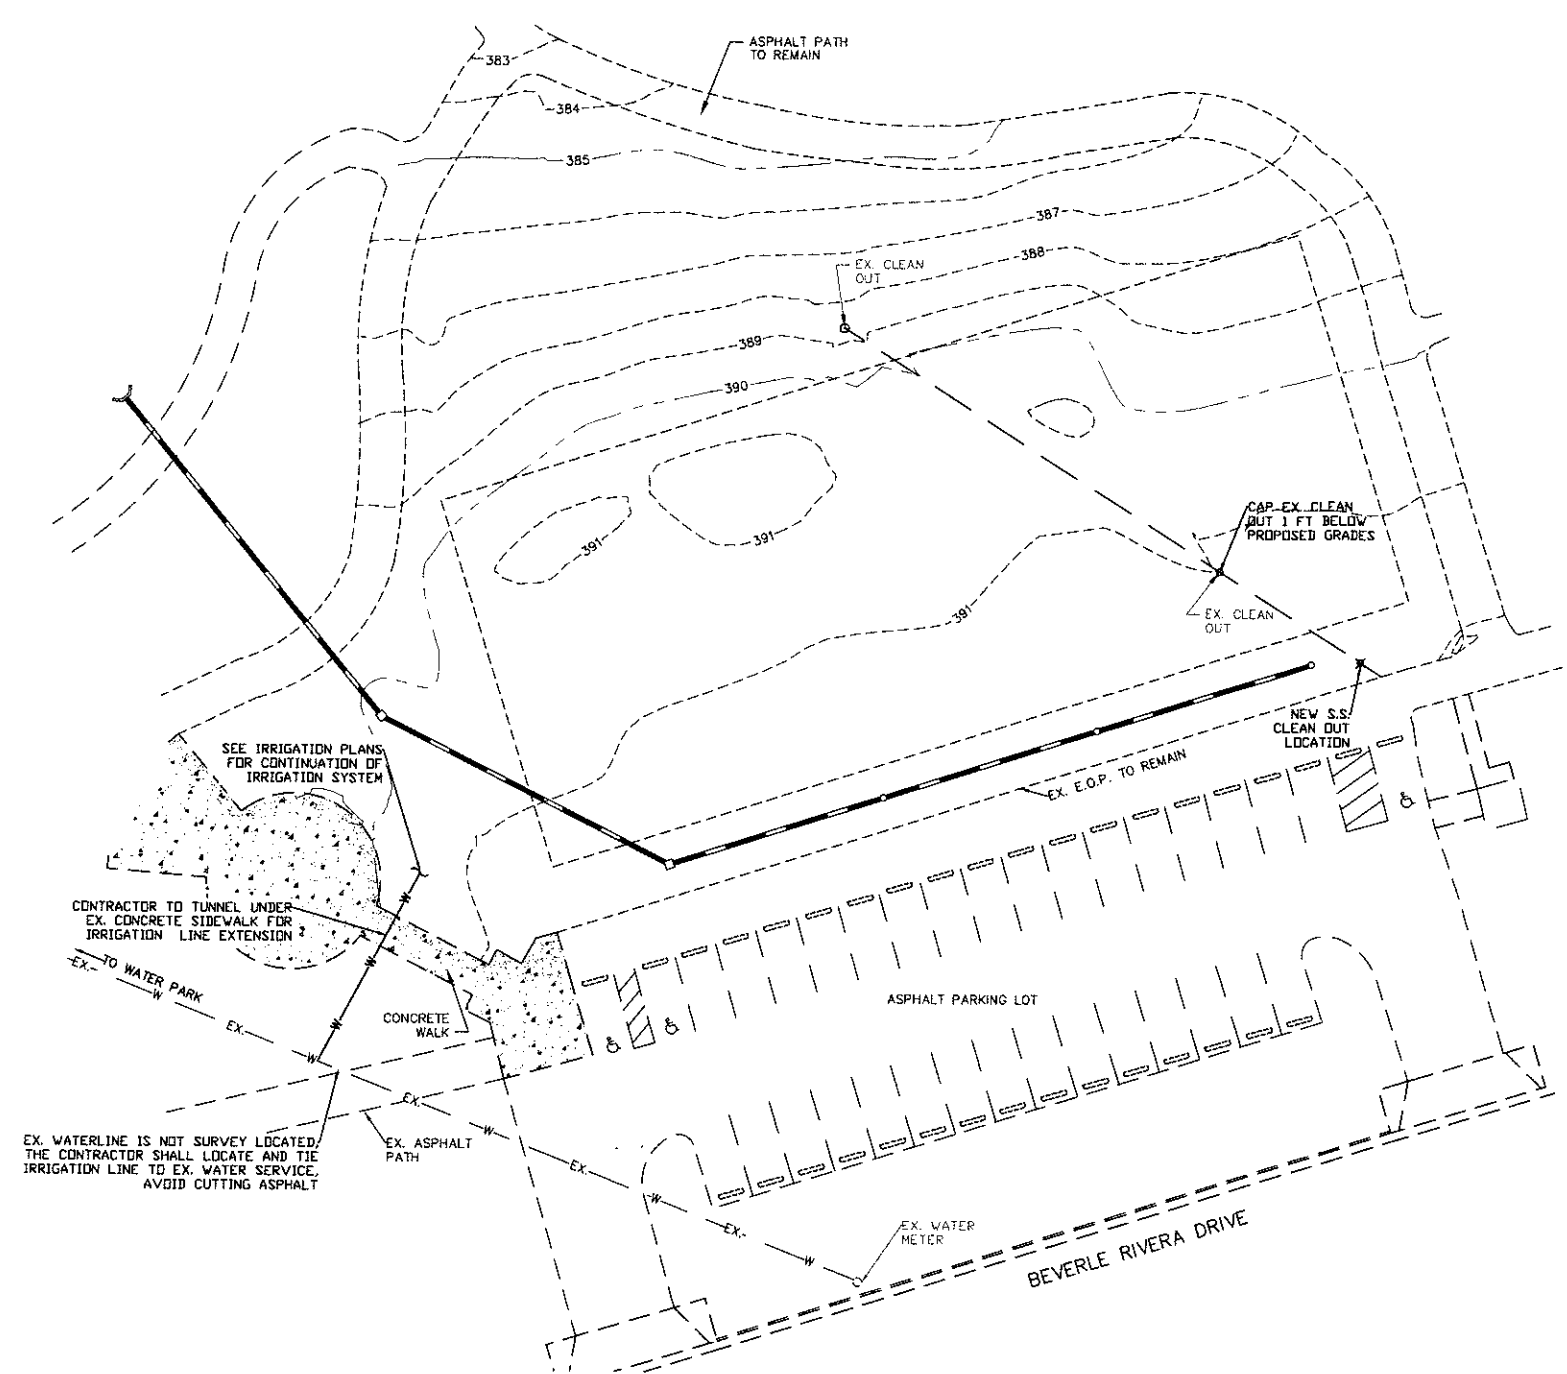 383
ASPHALT PATH
TO REMAIN
384
385
387
388
EX. CLEAN
OUT
389
390
391
391
391
CAP EX. CLEAN
OUT 1 FT BELOW
PROPOSED GRADES
EX. CLEAN
OUT
NEW S.S.
CLEAN OUT
LOCATION
SEE IRRIGATION PLANS
FOR CONTINUATION OF
IRRIGATION SYSTEM
EX. E.O.P. TO REMAIN
W
CONTRACTOR TO TUNNEL UNDER
EX. CONCRETE SIDEWALK FOR
IRRIGATION LINE EXTENSION
W
W
TO WATER PARK
EX.
W
EX.
W
CONCRETE
WALK
ASPHALT PARKING LOT
EX.
W
EX.
W
EX.
W
EX. WATERLINE IS NOT SURVEY LOCATED,
THE CONTRACTOR SHALL LOCATE AND TIE
IRRIGATION LINE TO EX. WATER SERVICE,
AVOID CUTTING ASPHALT
EX. ASPHALT
PATH
EX. WATER
METER
BEVERLE RIVERA DRIVE